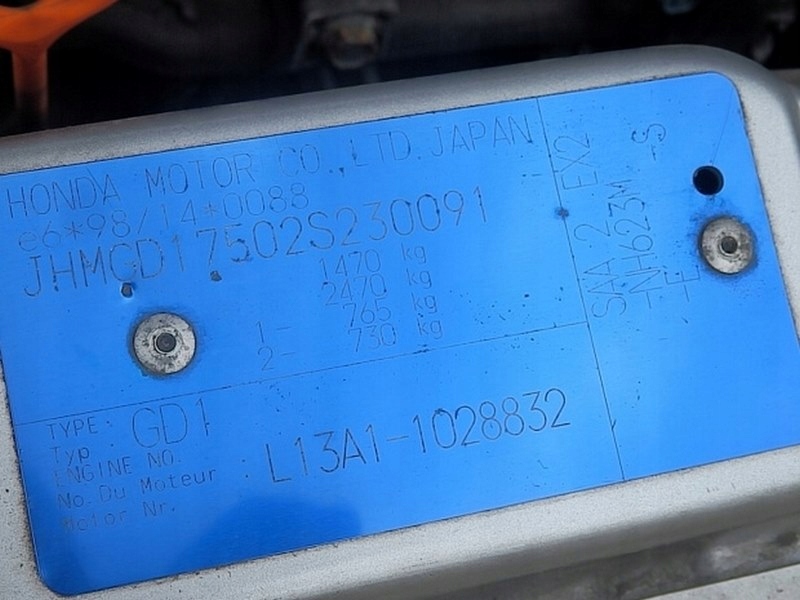 HONDA MOTOR CO.,LTD.JAPAN
e6*98/14*0088
JHMGD17502S230091
1470 kg
2470 kg
1- 765 kg
2- 730 kg
TYPE: GD1
Typ :
ENGINE NO.
No. Du Moteur : L13A1-1028832
Motor Nr.
EX2
SAA 2
-NH623M -S
-E